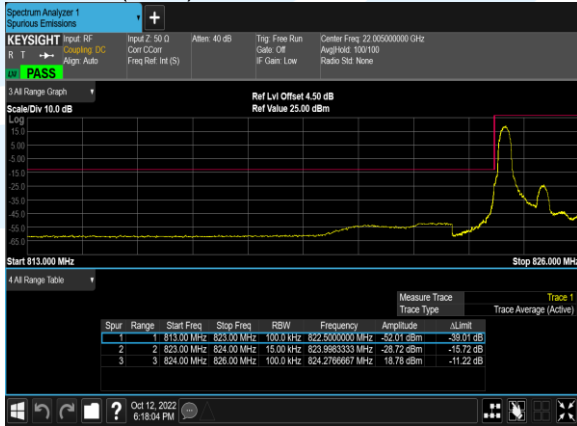 Spectrum Analyzer 1
Spurious Emissions
KEYSIGHT Input: RF Input Z: 50 Ω Atten: 40 dB Trig: Free Run Center Freq: 22.005000000 GHz
R T Coupling: DC Corr CCorr Gate: Off Avg|Hold: 100/100
Align: Auto Freq Ref: Int (S) IF Gain: Low Radio Std: None
PASS
3 All Range Graph
Ref Lvl Offset 4.50 dB
Scale/Div 10.0 dB Ref Value 25.00 dBm
Log
15.0
5.00
-5.00
-15.0
-25.0
-35.0
-45.0
-55.0
-65.0
Start 813.000 MHz Stop 826.000 MHz
4 All Range Table
Measure Trace Trace 1
Trace Type Trace Average (Active)
Spur Range Start Freq Stop Freq RBW Frequency Amplitude ΔLimit
1 1 813.00 MHz 823.00 MHz 100.0 kHz 822.5000000 MHz -52.01 dBm -39.01 dB
2 2 823.00 MHz 824.00 MHz 15.00 kHz 823.9983333 MHz -28.72 dBm -15.72 dB
3 3 824.00 MHz 826.00 MHz 100.0 kHz 824.2766667 MHz 18.78 dBm -11.22 dB
Oct 12, 2022
6:18:04 PM